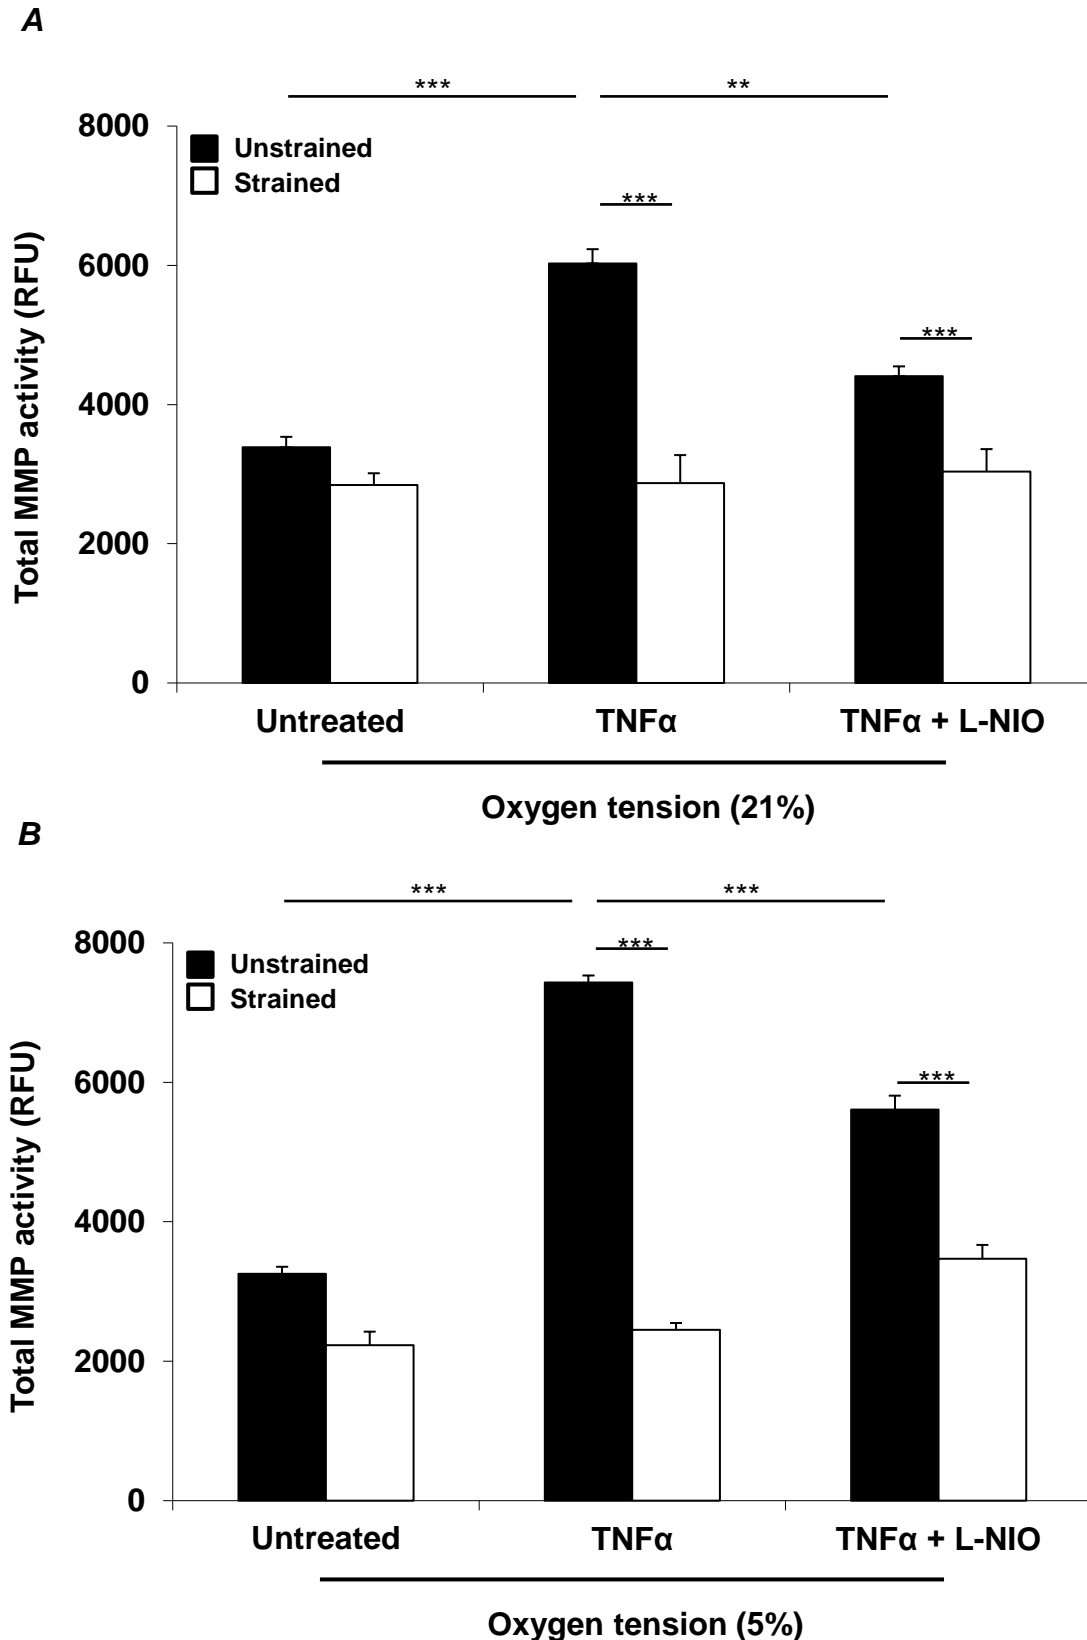 A
*** **
8000
Unstrained
Strained
***
6000
***
4000
2000
0
Total MMP activity (RFU)
Untreated TNFα TNFα + L-NIO
Oxygen tension (21%)
B
*** ***
8000
***
Unstrained
Strained
6000
***
4000
2000
0
Total MMP activity (RFU)
Untreated TNFα TNFα + L-NIO
Oxygen tension (5%)